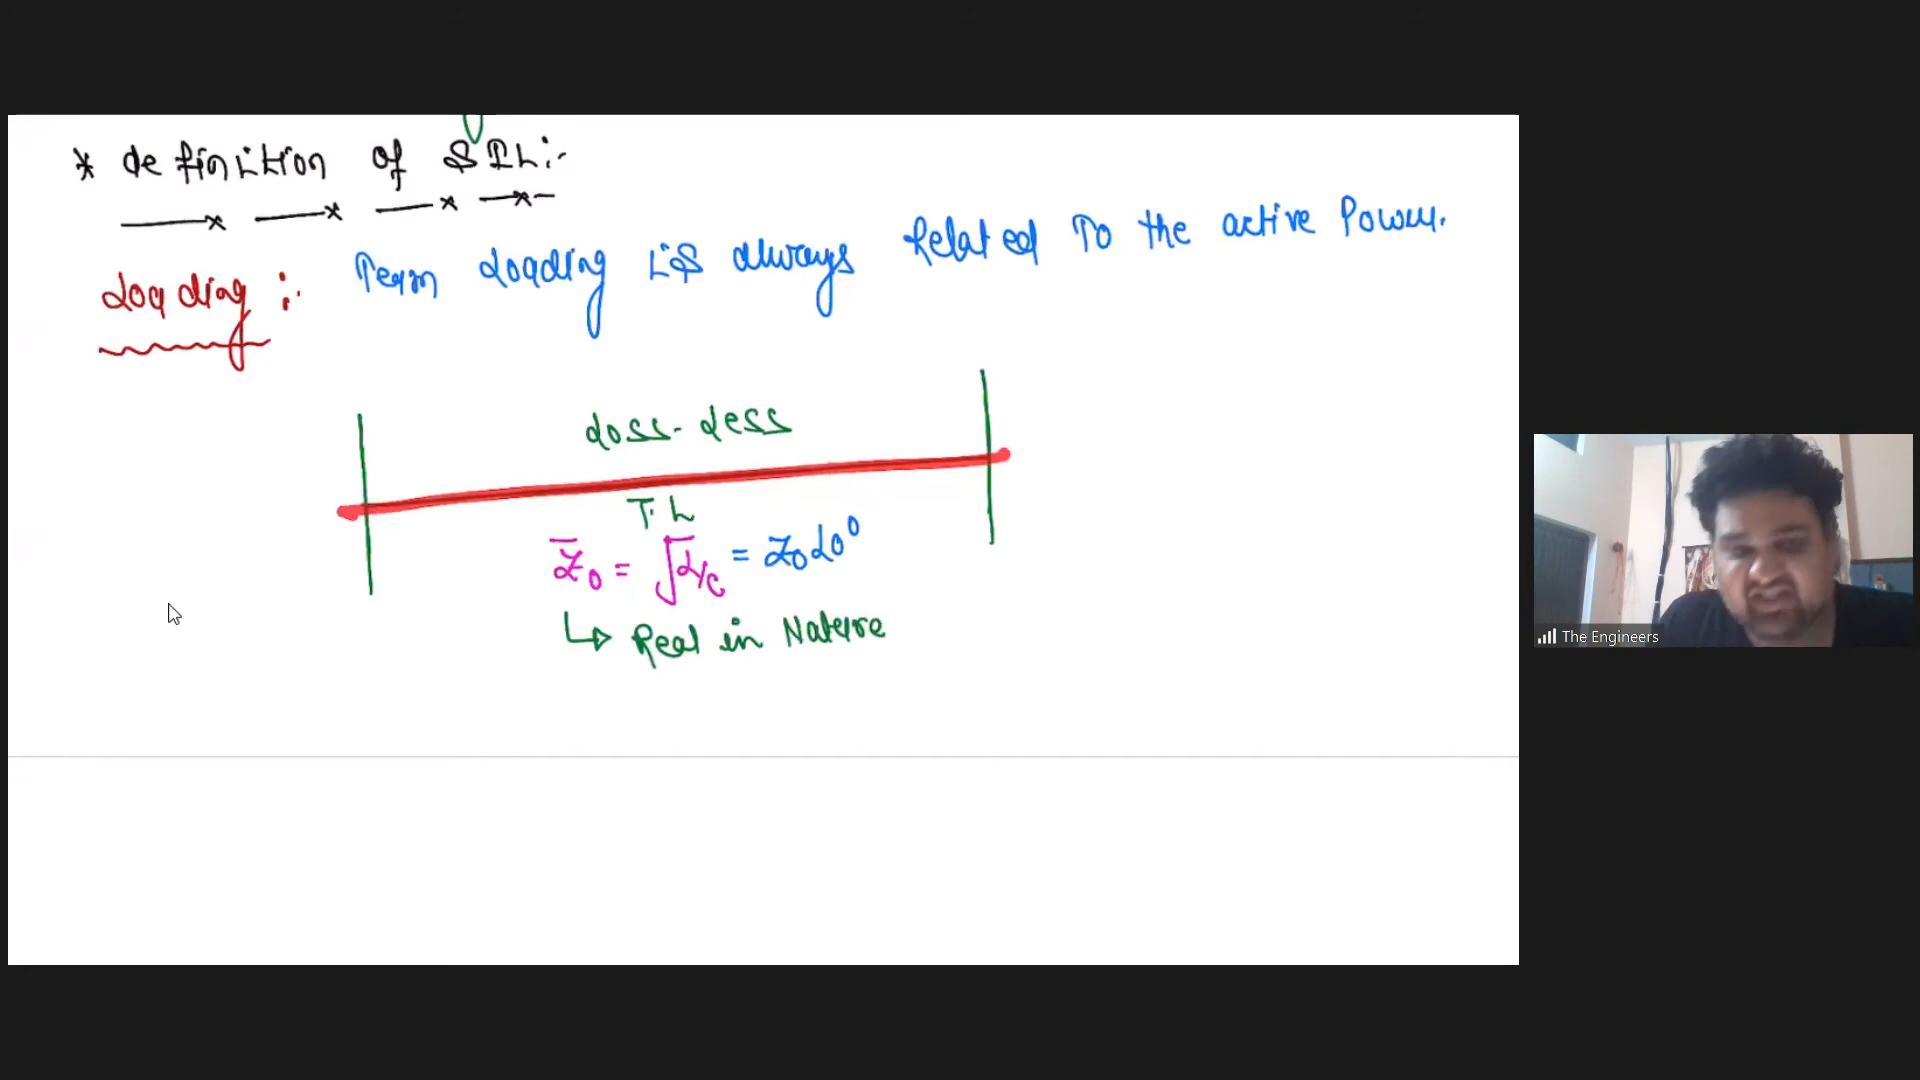 * definition of SIL:-
Loading :- Term Loading is always Related To the active Power.
Loss-Less
T.L
Z̅₀ = √L/C = Z₀∠0°
↳ Real in Nature
The Engineers